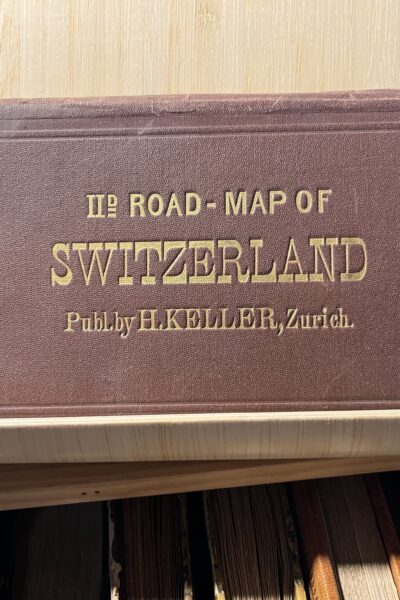 IIᴰ ROAD-MAP OF
SWITZERLAND
Publ. by H. KELLER, Zurich.